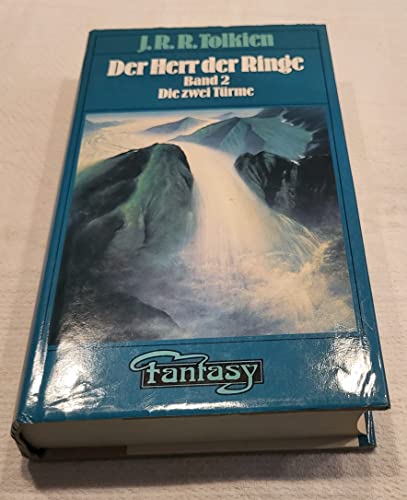 J. R. R. Tolkien
Der Herr der Ringe
Band 2
Die zwei Türme
Fantasy